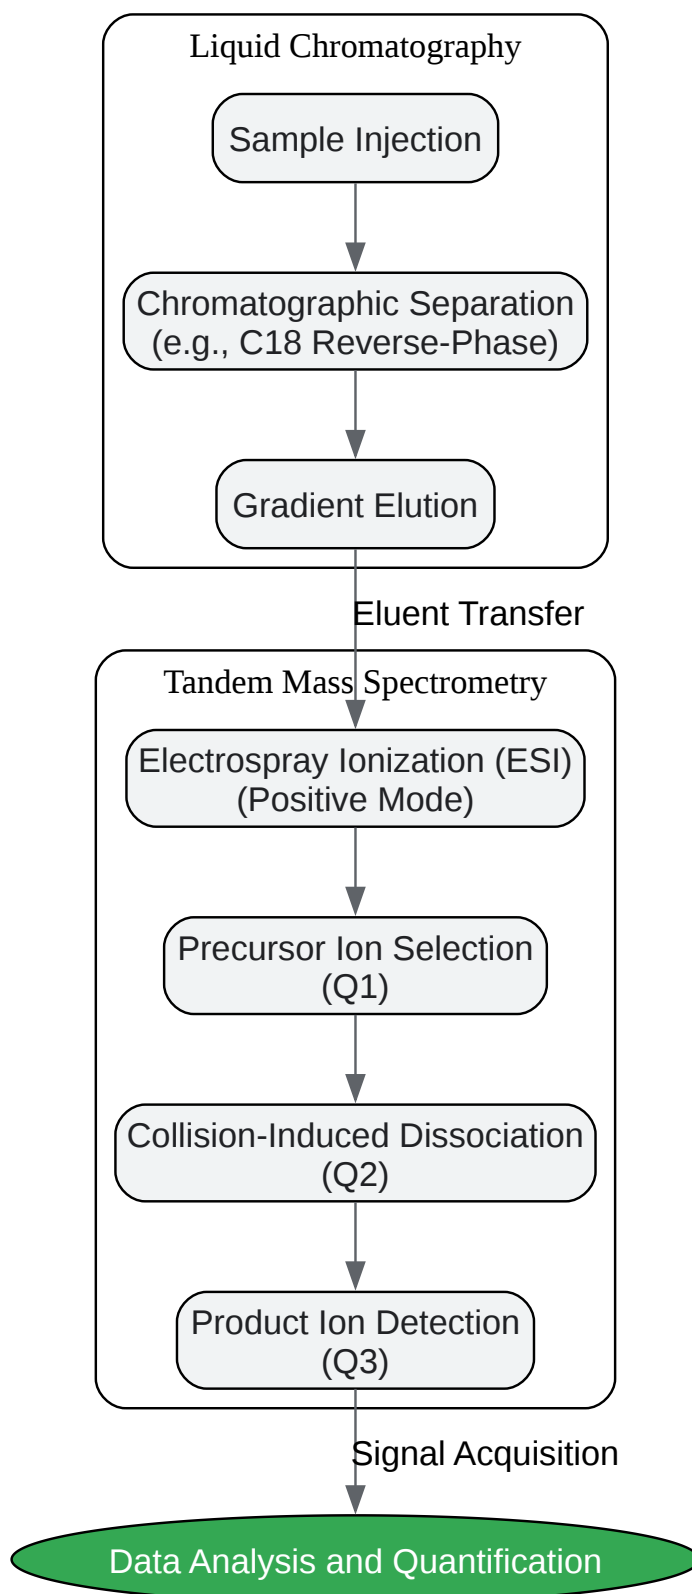 Liquid Chromatography
Sample Injection
Chromatographic Separation
(e.g., C18 Reverse-Phase)
Gradient Elution
Eluent Transfer
Tandem Mass Spectrometry
Electrospray Ionization (ESI)
(Positive Mode)
Precursor Ion Selection
(Q1)
Collision-Induced Dissociation
(Q2)
Product Ion Detection
(Q3)
Signal Acquisition
Data Analysis and Quantification